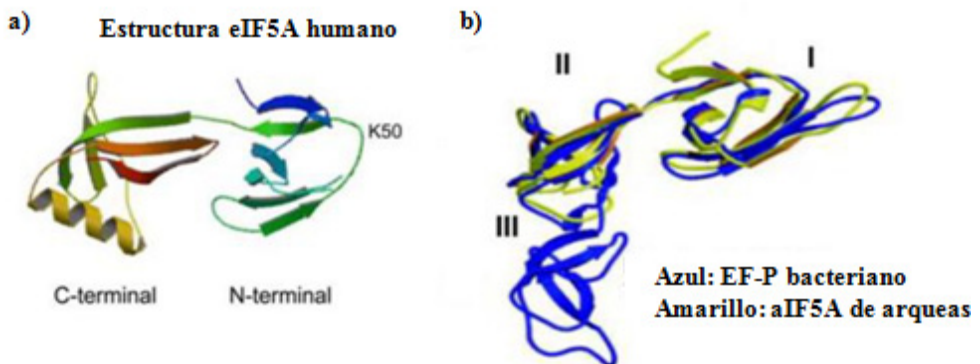 a)
Estructura eIF5A humano
K50
C-terminal
N-terminal
b)
I
II
III
Azul: EF-P bacteriano
Amarillo: aIF5A de arqueas